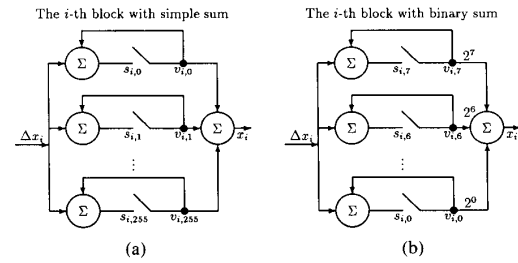 The i-th block with simple sum
Σ
s_{i,0}
v_{i,0}
Δx_i
Σ
s_{i,1}
v_{i,1}
Σ
x_i
⋮
Σ
s_{i,255}
v_{i,255}
(a)
The i-th block with binary sum
Σ
s_{i,7}
v_{i,7}
2^7
Δx_i
Σ
s_{i,6}
v_{i,6}
2^6
Σ
x_i
⋮
Σ
s_{i,0}
v_{i,0}
2^0
(b)